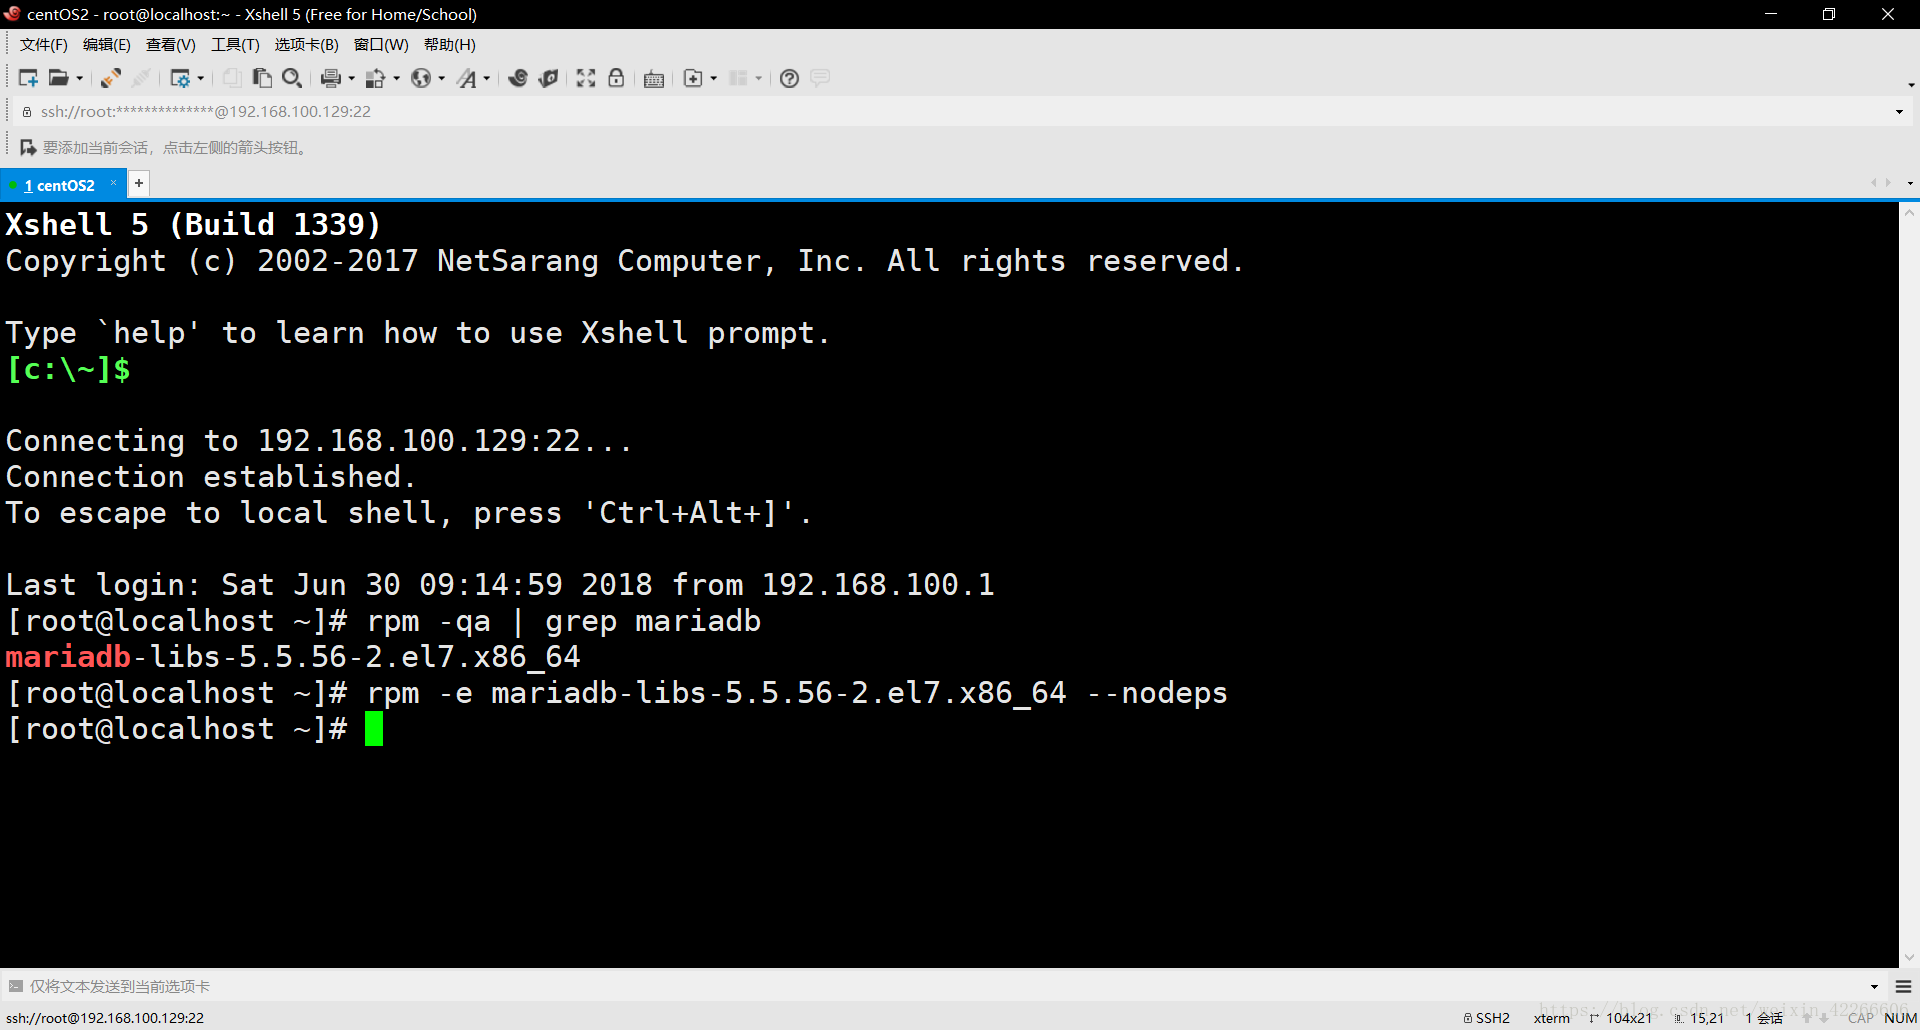 centOS2 - root@localhost:~ - Xshell 5 (Free for Home/School)
文件(F) 编辑(E) 查看(V) 工具(T) 选项卡(B) 窗口(W) 帮助(H)
ssh://root:**************@192.168.100.129:22
要添加当前会话，点击左侧的箭头按钮。
1 centOS2
Xshell 5 (Build 1339)
Copyright (c) 2002-2017 NetSarang Computer, Inc. All rights reserved.
Type `help' to learn how to use Xshell prompt.
[c:\~]$
Connecting to 192.168.100.129:22...
Connection established.
To escape to local shell, press 'Ctrl+Alt+]'.
Last login: Sat Jun 30 09:14:59 2018 from 192.168.100.1
[root@localhost ~]# rpm -qa | grep mariadb
mariadb-libs-5.5.56-2.el7.x86_64
[root@localhost ~]# rpm -e mariadb-libs-5.5.56-2.el7.x86_64 --nodeps
[root@localhost ~]#
仅将文本发送到当前选项卡
https://blog.csdn.net/weixin_42266606
ssh://root@192.168.100.129:22 SSH2 xterm 104x21 15,21 1 会话 CAP NUM